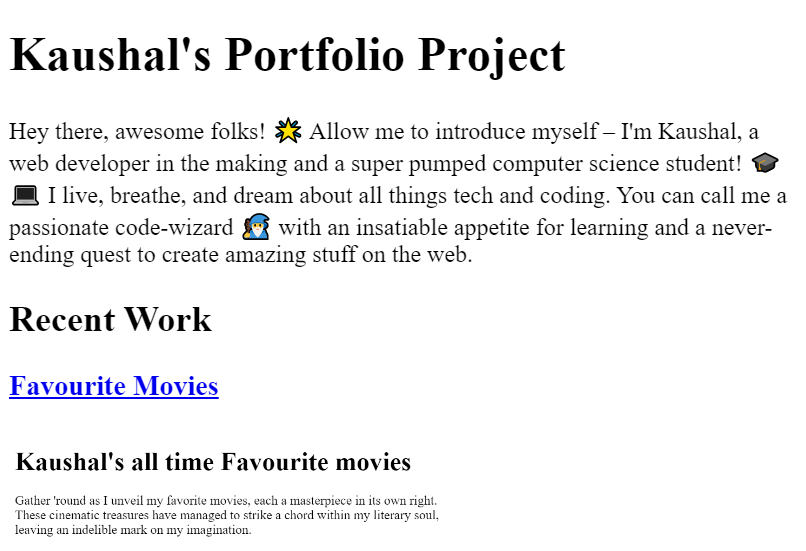 Kaushal's Portfolio Project
Hey there, awesome folks! 🌟 Allow me to introduce myself – I'm Kaushal, a
web developer in the making and a super pumped computer science student! 🎓
💻 I live, breathe, and dream about all things tech and coding. You can call me a
passionate code-wizard 🧙‍♂️ with an insatiable appetite for learning and a never-
ending quest to create amazing stuff on the web.
Recent Work
Favourite Movies
Kaushal's all time Favourite movies
Gather 'round as I unveil my favorite movies, each a masterpiece in its own right.
These cinematic treasures have managed to strike a chord within my literary soul,
leaving an indelible mark on my imagination.